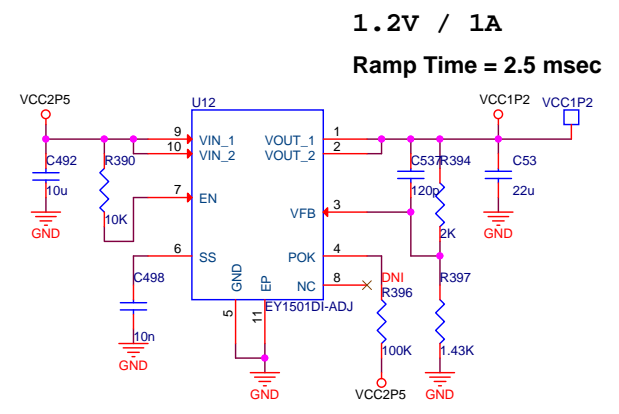 1.2V / 1A
Ramp Time = 2.5 msec
VCC2P5
U12
VCC1P2
VCC1P2
9
VIN_1
VOUT_1
1
10
VIN_2
VOUT_2
2
C492
R390
C537
R394
C53
10u
7
EN
120p
22u
10K
VFB
3
GND
2K
GND
6
SS
POK
4
GND
EP
NC
8
DNI
C498
EY1501DI-ADJ
R396
R397
5
11
10n
100K
1.43K
GND
GND
VCC2P5
GND